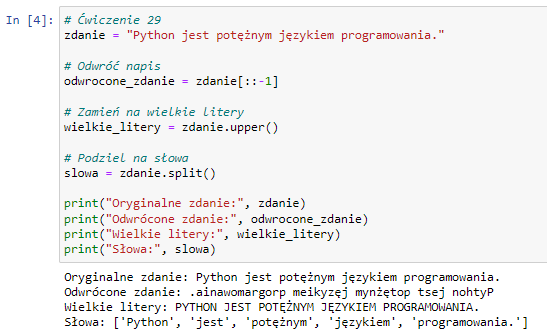 In [4]: # Ćwiczenie 29
zdanie = "Python jest potężnym językiem programowania."
# Odwróć napis
odwrocone_zdanie = zdanie[::-1]
# Zamień na wielkie litery
wielkie_litery = zdanie.upper()
# Podziel na słowa
slowa = zdanie.split()
print("Oryginalne zdanie:", zdanie)
print("Odwrócone zdanie:", odwrocone_zdanie)
print("Wielkie litery:", wielkie_litery)
print("Słowa:", slowa)
Oryginalne zdanie: Python jest potężnym językiem programowania.
Odwrócone zdanie: .ainawomargorp meikyzęj mynżętop tsej nohtyP
Wielkie litery: PYTHON JEST POTĘŻNYM JĘZYKIEM PROGRAMOWANIA.
Słowa: ['Python', 'jest', 'potężnym', 'językiem', 'programowania.']